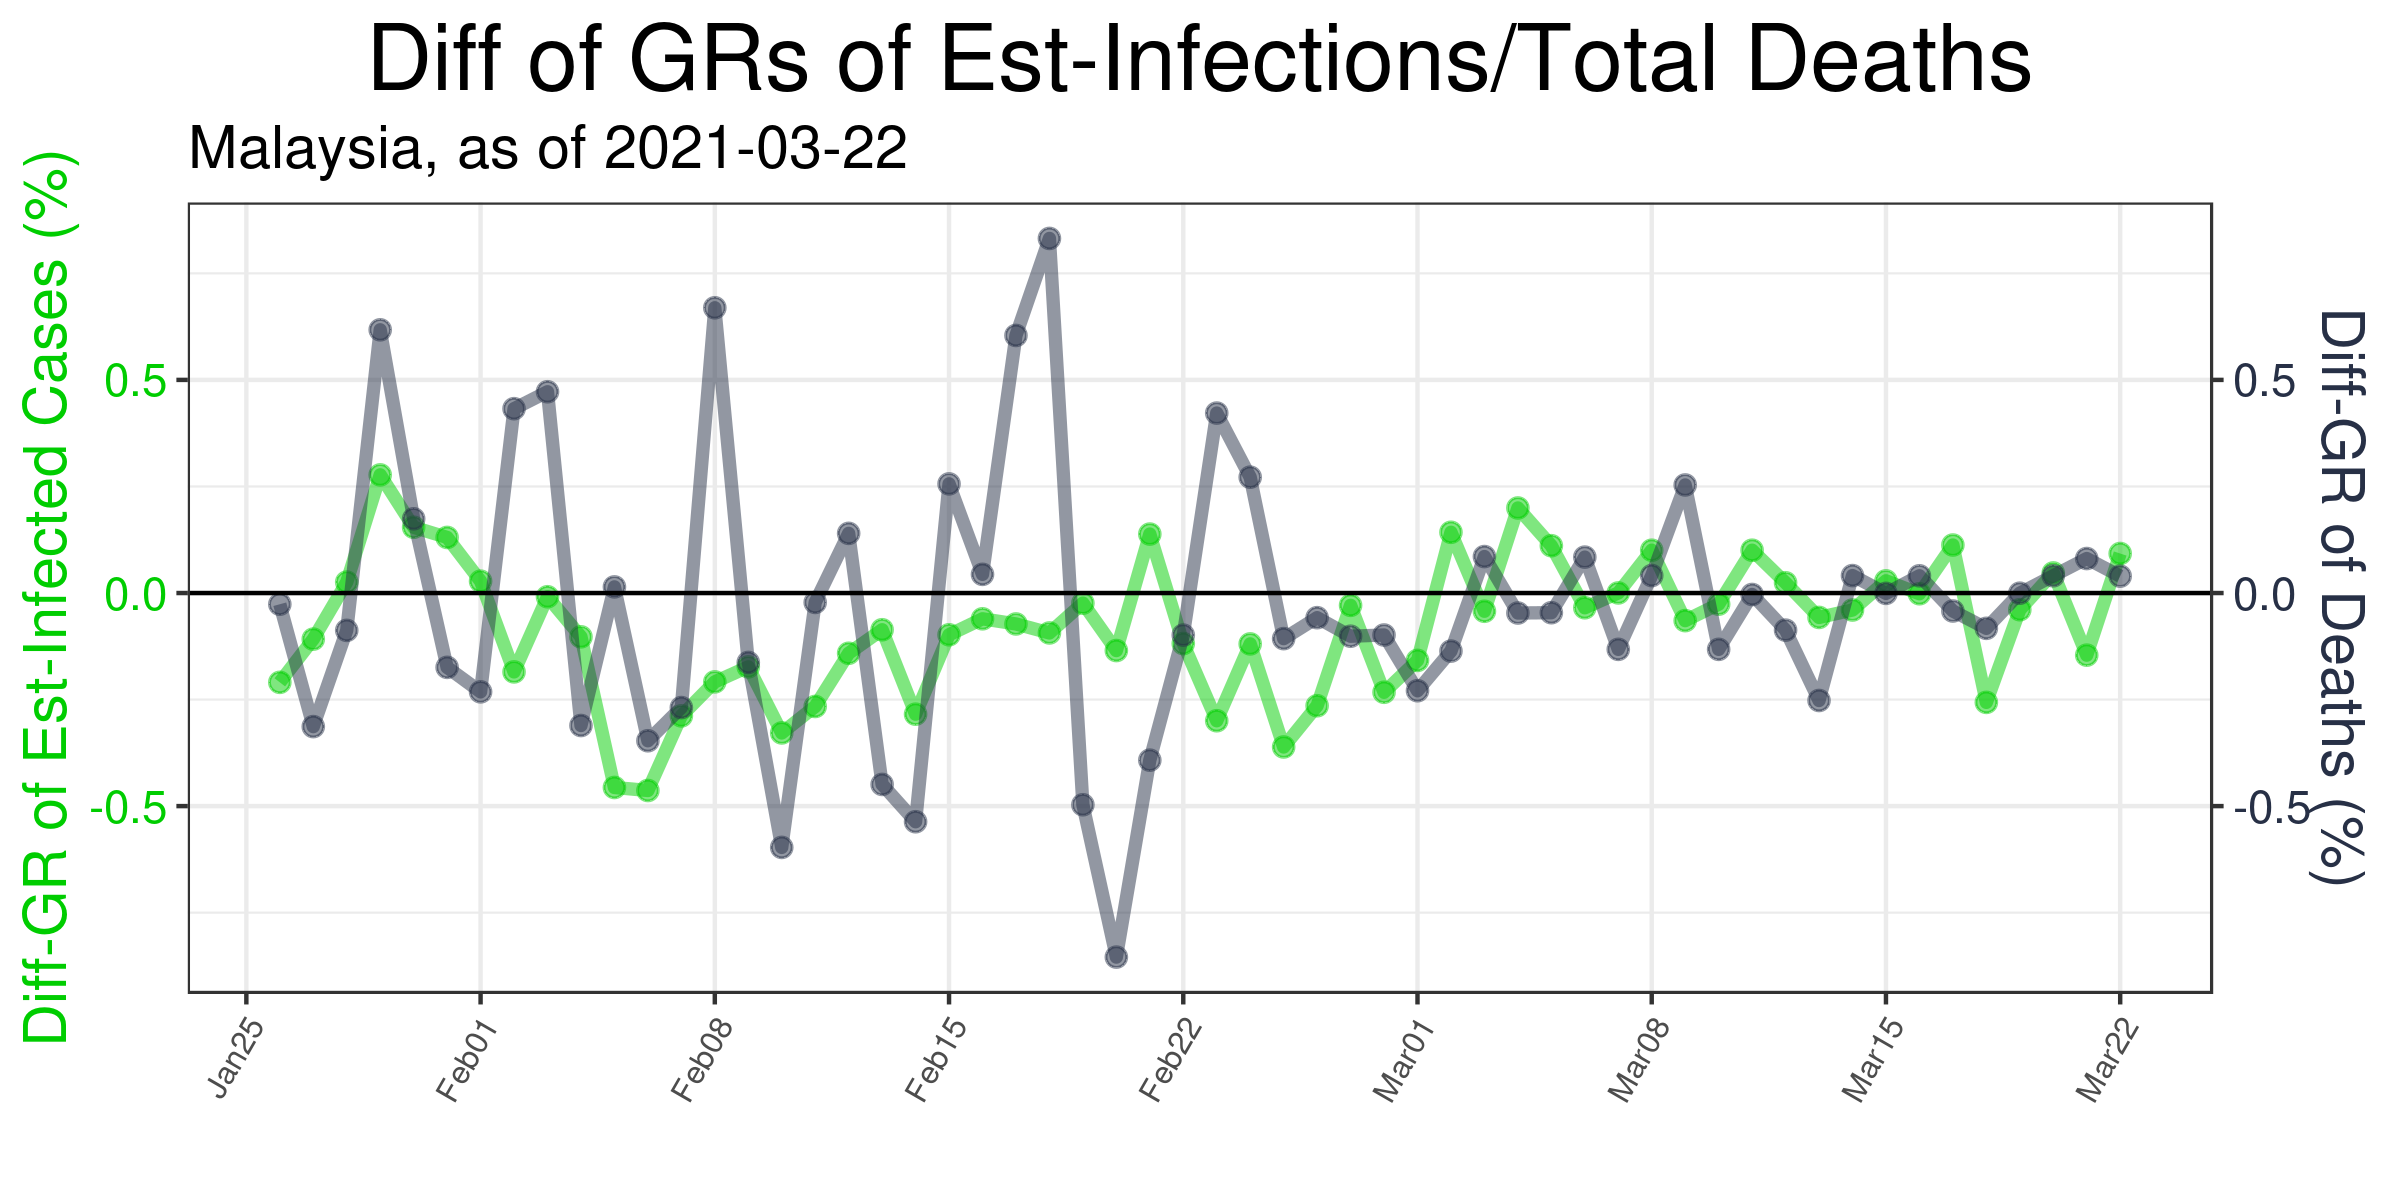 Diff of GRs of Est-Infections/Total Deaths
Malaysia, as of 2021-03-22
Diff-GR of Est-Infected Cases (%)
0.5
0.0
-0.5
0.5
0.0
-0.5
Diff-GR of Deaths (%)
Jan25
Feb01
Feb08
Feb15
Feb22
Mar01
Mar08
Mar15
Mar22